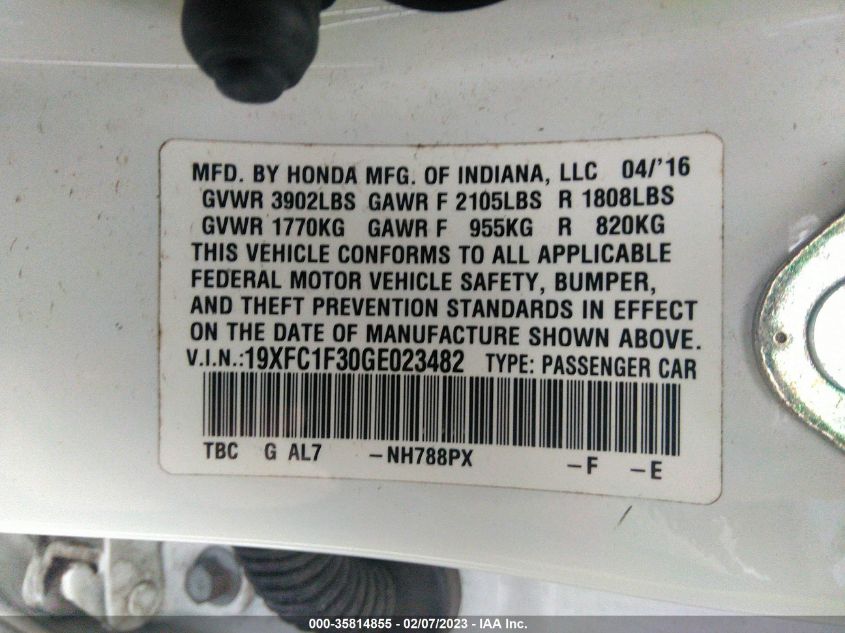 MFD. BY HONDA MFG. OF INDIANA, LLC 04/'16
GVWR 3902LBS GAWR F 2105LBS R 1808LBS
GVWR 1770KG GAWR F 955KG R 820KG
THIS VEHICLE CONFORMS TO ALL APPLICABLE
FEDERAL MOTOR VEHICLE SAFETY, BUMPER,
AND THEFT PREVENTION STANDARDS IN EFFECT
ON THE DATE OF MANUFACTURE SHOWN ABOVE.
V.I.N.:19XFC1F30GE023482 TYPE: PASSENGER CAR
TBC G AL7 -NH788PX -F -E
000-35814855 - 02/07/2023 - IAA Inc.